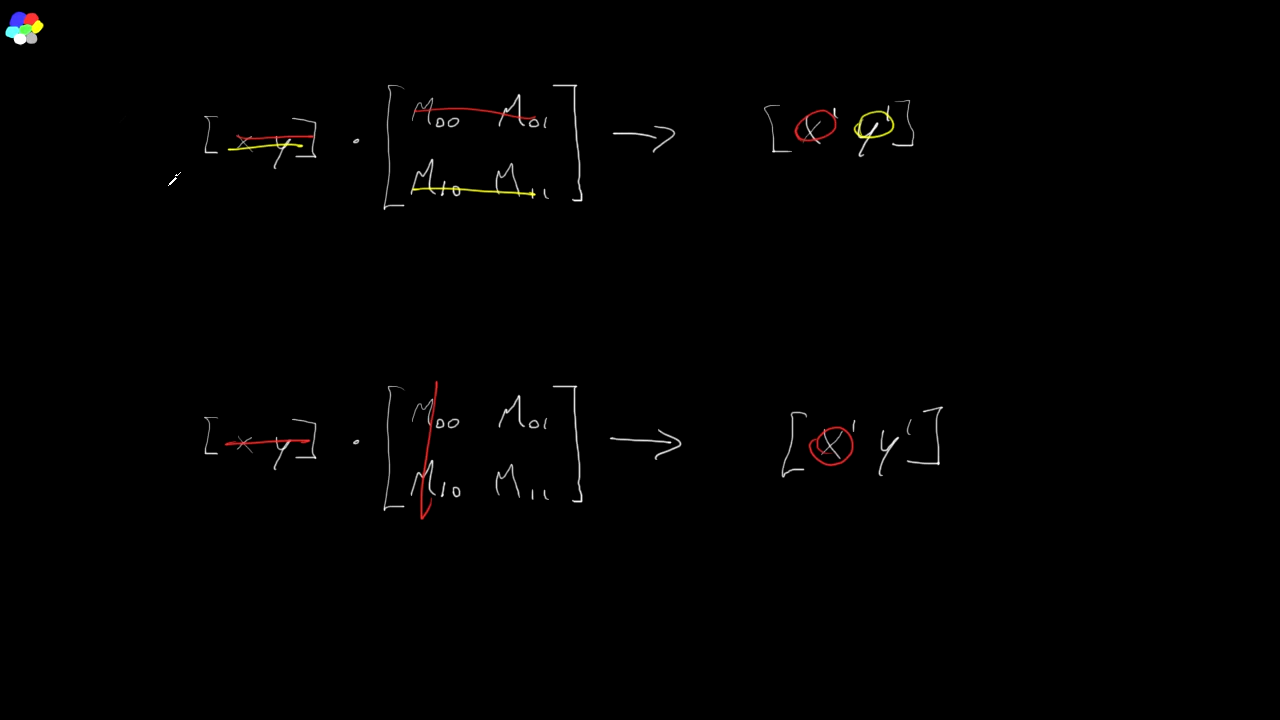 [ x y ] · [ M00 M01 → [ x' y' ]
M10 M11 ]
[ x y ] · [ M00 M01 → [ x' y' ]
M10 M11 ]